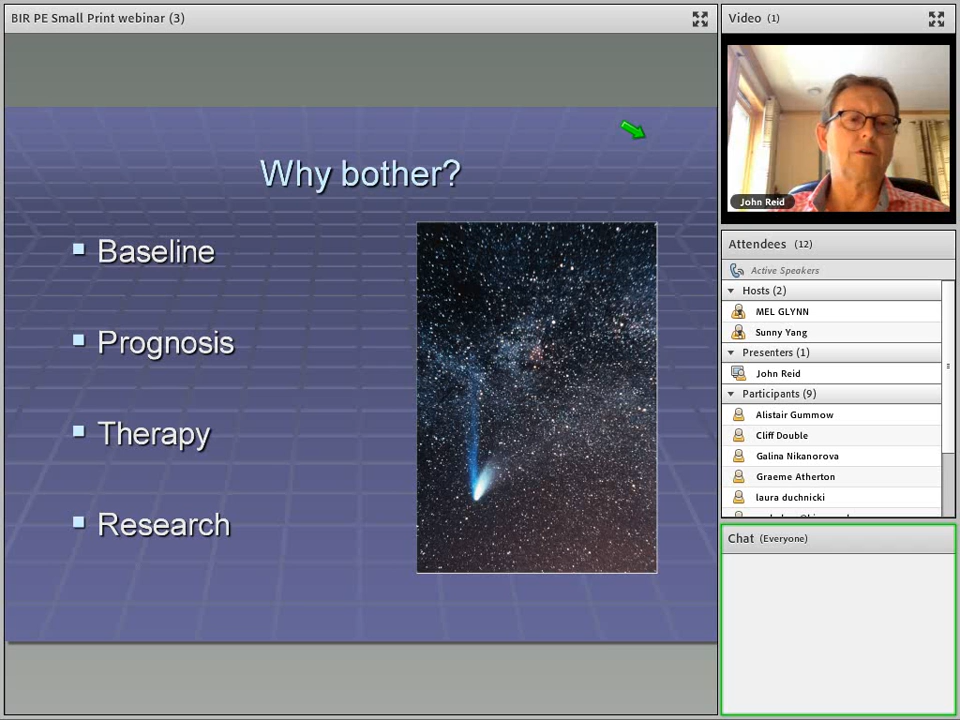 BIR PE Small Print webinar (3)
Why bother?
Baseline
Prognosis
Therapy
Research
Video (1)
John Reid
Attendees (12)
Active Speakers
Hosts (2)
MEL GLYNN
Sunny Yang
Presenters (1)
John Reid
Participants (9)
Alistair Gummow
Cliff Double
Galina Nikanorova
Graeme Atherton
laura duchnicki
Chat (Everyone)